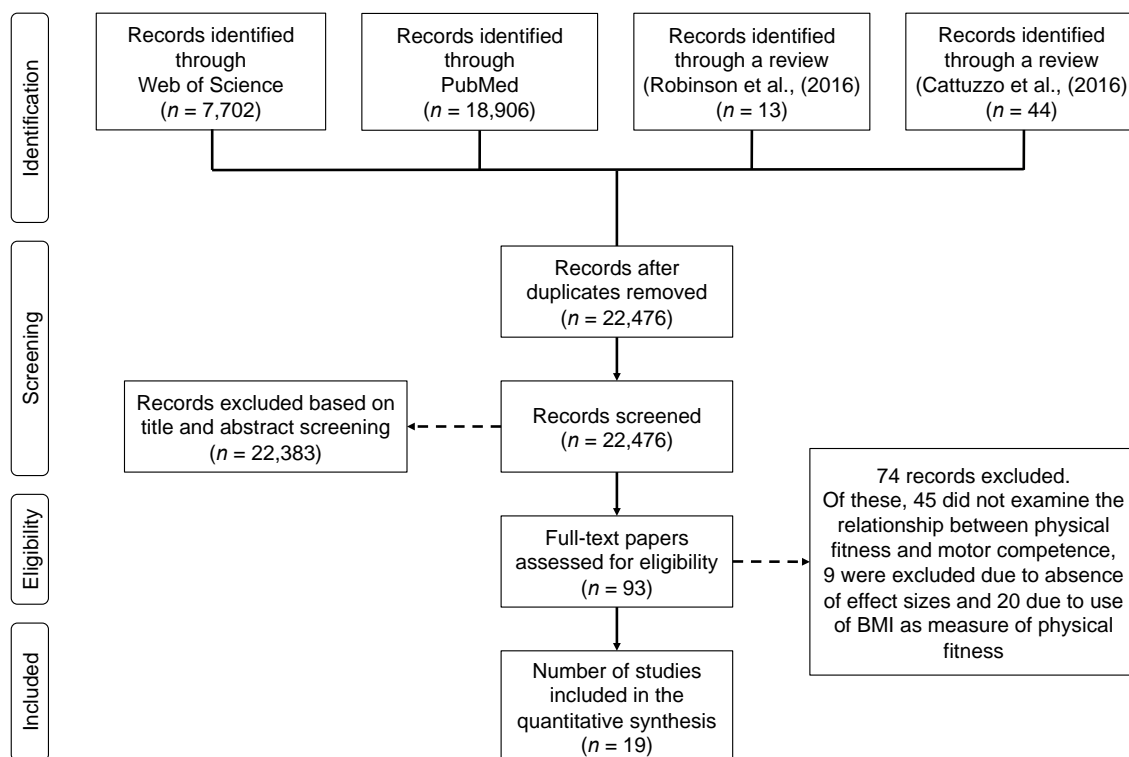 Identification
Records identified
through
Web of Science
(n = 7,702)
Records identified
through
PubMed
(n = 18,906)
Records identified
through a review
(Robinson et al., (2016)
(n = 13)
Records identified
through a review
(Cattuzzo et al., (2016)
(n = 44)
Screening
Records after
duplicates removed
(n = 22,476)
Records excluded based on
title and abstract screening
(n = 22,383)
Records screened
(n = 22,476)
Eligibility
Full-text papers
assessed for eligibility
(n = 93)
74 records excluded.
Of these, 45 did not examine the
relationship between physical
fitness and motor competence,
9 were excluded due to absence
of effect sizes and 20 due to use
of BMI as measure of physical
fitness
Included
Number of studies
included in the
quantitative synthesis
(n = 19)